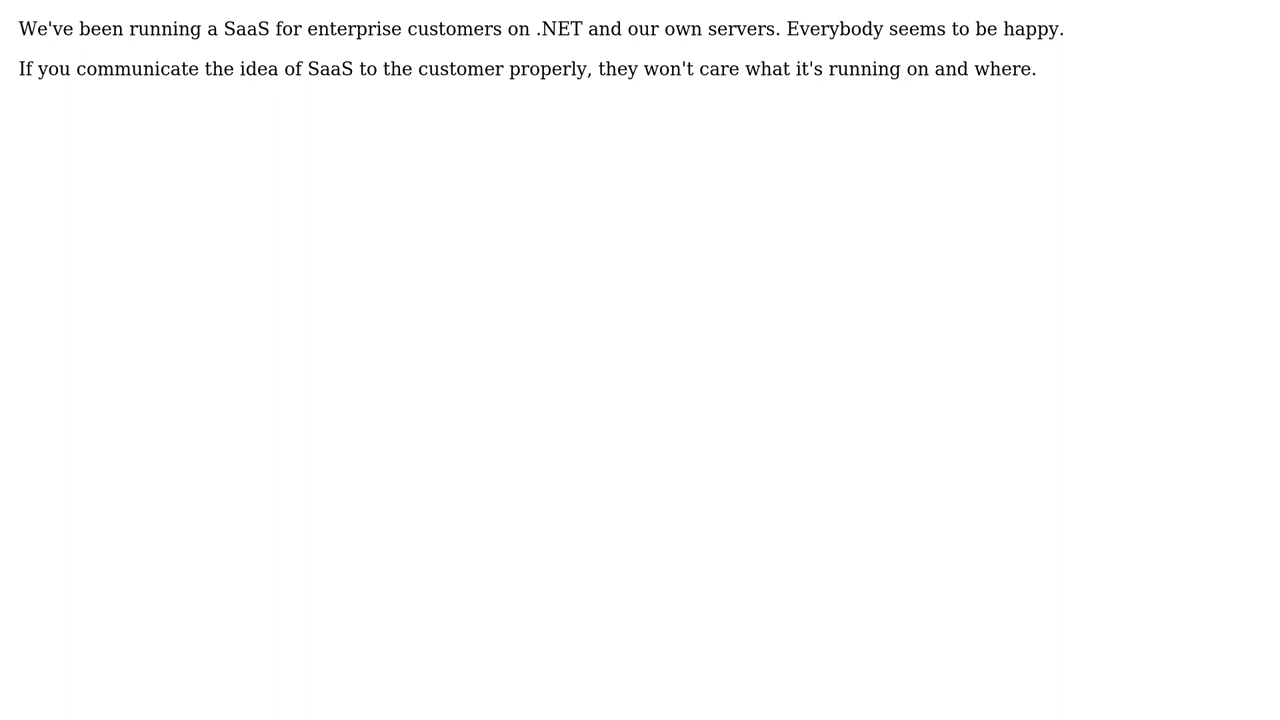 We've been running a SaaS for enterprise customers on .NET and our own servers. Everybody seems to be happy.
If you communicate the idea of SaaS to the customer properly, they won't care what it's running on and where.